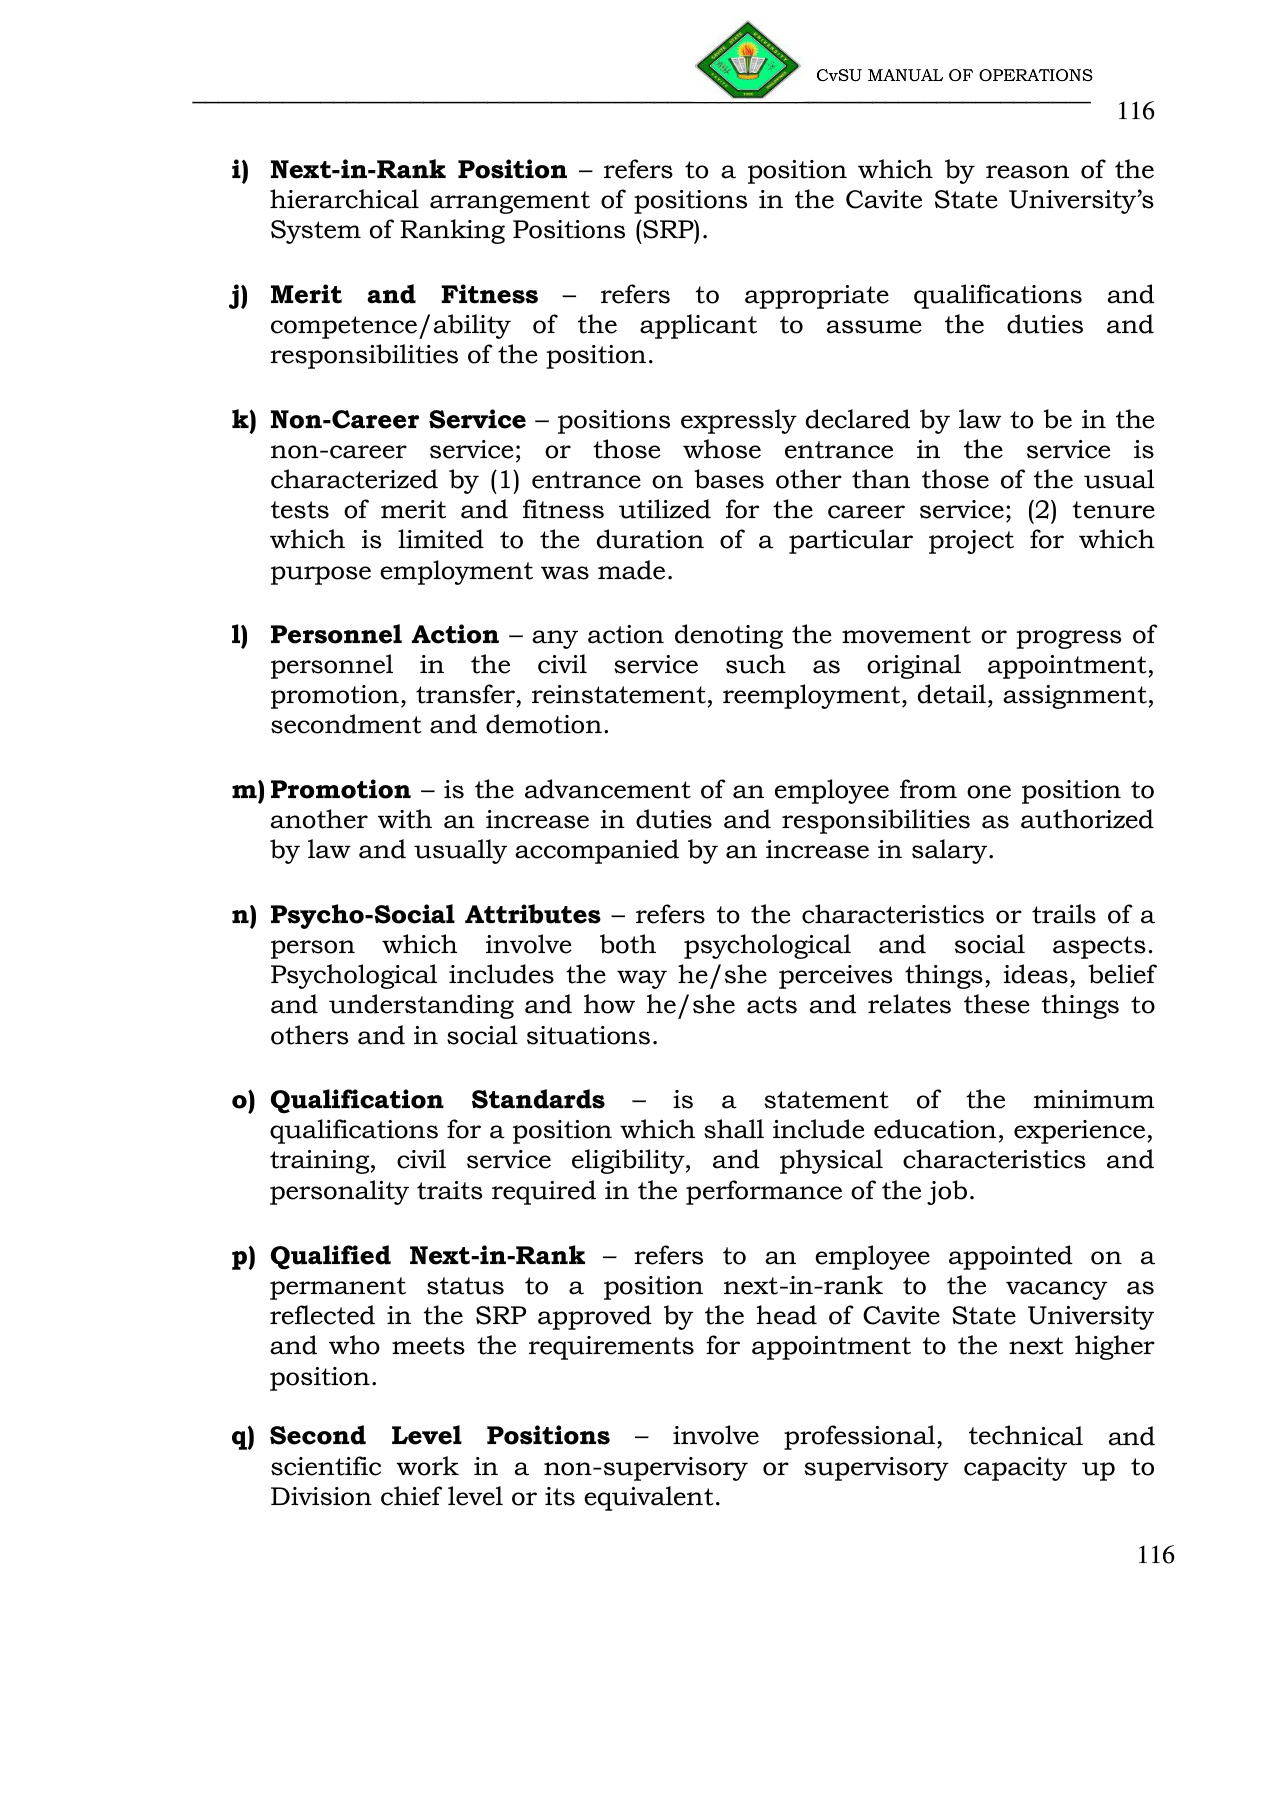 CvSU MANUAL OF OPERATIONS
116
i) Next-in-Rank Position – refers to a position which by reason of the
hierarchical arrangement of positions in the Cavite State University’s
System of Ranking Positions (SRP).
j) Merit and Fitness – refers to appropriate qualifications and
competence/ability of the applicant to assume the duties and
responsibilities of the position.
k) Non-Career Service – positions expressly declared by law to be in the
non-career service; or those whose entrance in the service is
characterized by (1) entrance on bases other than those of the usual
tests of merit and fitness utilized for the career service; (2) tenure
which is limited to the duration of a particular project for which
purpose employment was made.
l) Personnel Action – any action denoting the movement or progress of
personnel in the civil service such as original appointment,
promotion, transfer, reinstatement, reemployment, detail, assignment,
secondment and demotion.
m) Promotion – is the advancement of an employee from one position to
another with an increase in duties and responsibilities as authorized
by law and usually accompanied by an increase in salary.
n) Psycho-Social Attributes – refers to the characteristics or trails of a
person which involve both psychological and social aspects.
Psychological includes the way he/she perceives things, ideas, belief
and understanding and how he/she acts and relates these things to
others and in social situations.
o) Qualification Standards – is a statement of the minimum
qualifications for a position which shall include education, experience,
training, civil service eligibility, and physical characteristics and
personality traits required in the performance of the job.
p) Qualified Next-in-Rank – refers to an employee appointed on a
permanent status to a position next-in-rank to the vacancy as
reflected in the SRP approved by the head of Cavite State University
and who meets the requirements for appointment to the next higher
position.
q) Second Level Positions – involve professional, technical and
scientific work in a non-supervisory or supervisory capacity up to
Division chief level or its equivalent.
116